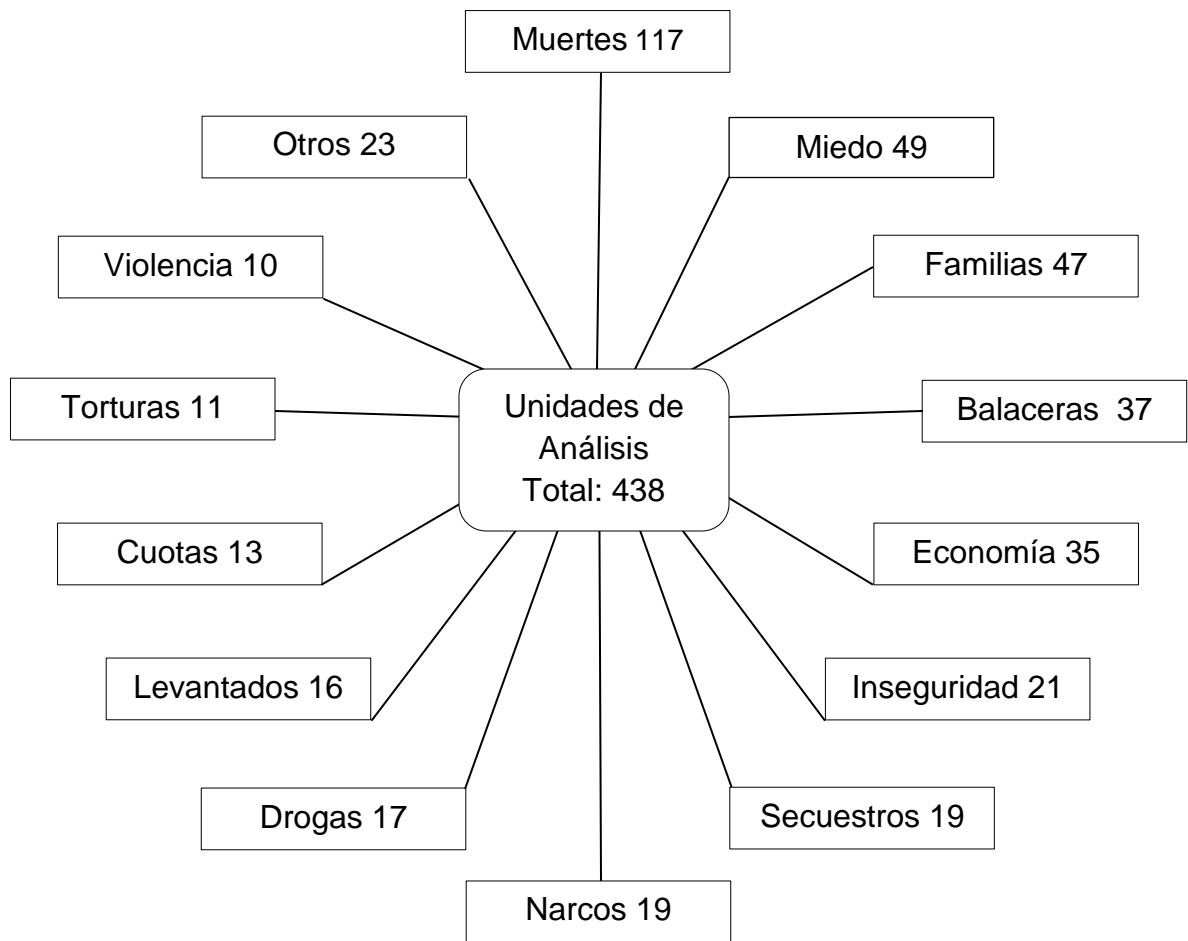 Muertes 117
Otros 23
Miedo 49
Violencia 10
Familias 47
Torturas 11
Unidades de
Análisis
Total: 438
Balaceras  37
Cuotas 13
Economía 35
Levantados 16
Inseguridad 21
Drogas 17
Secuestros 19
Narcos 19